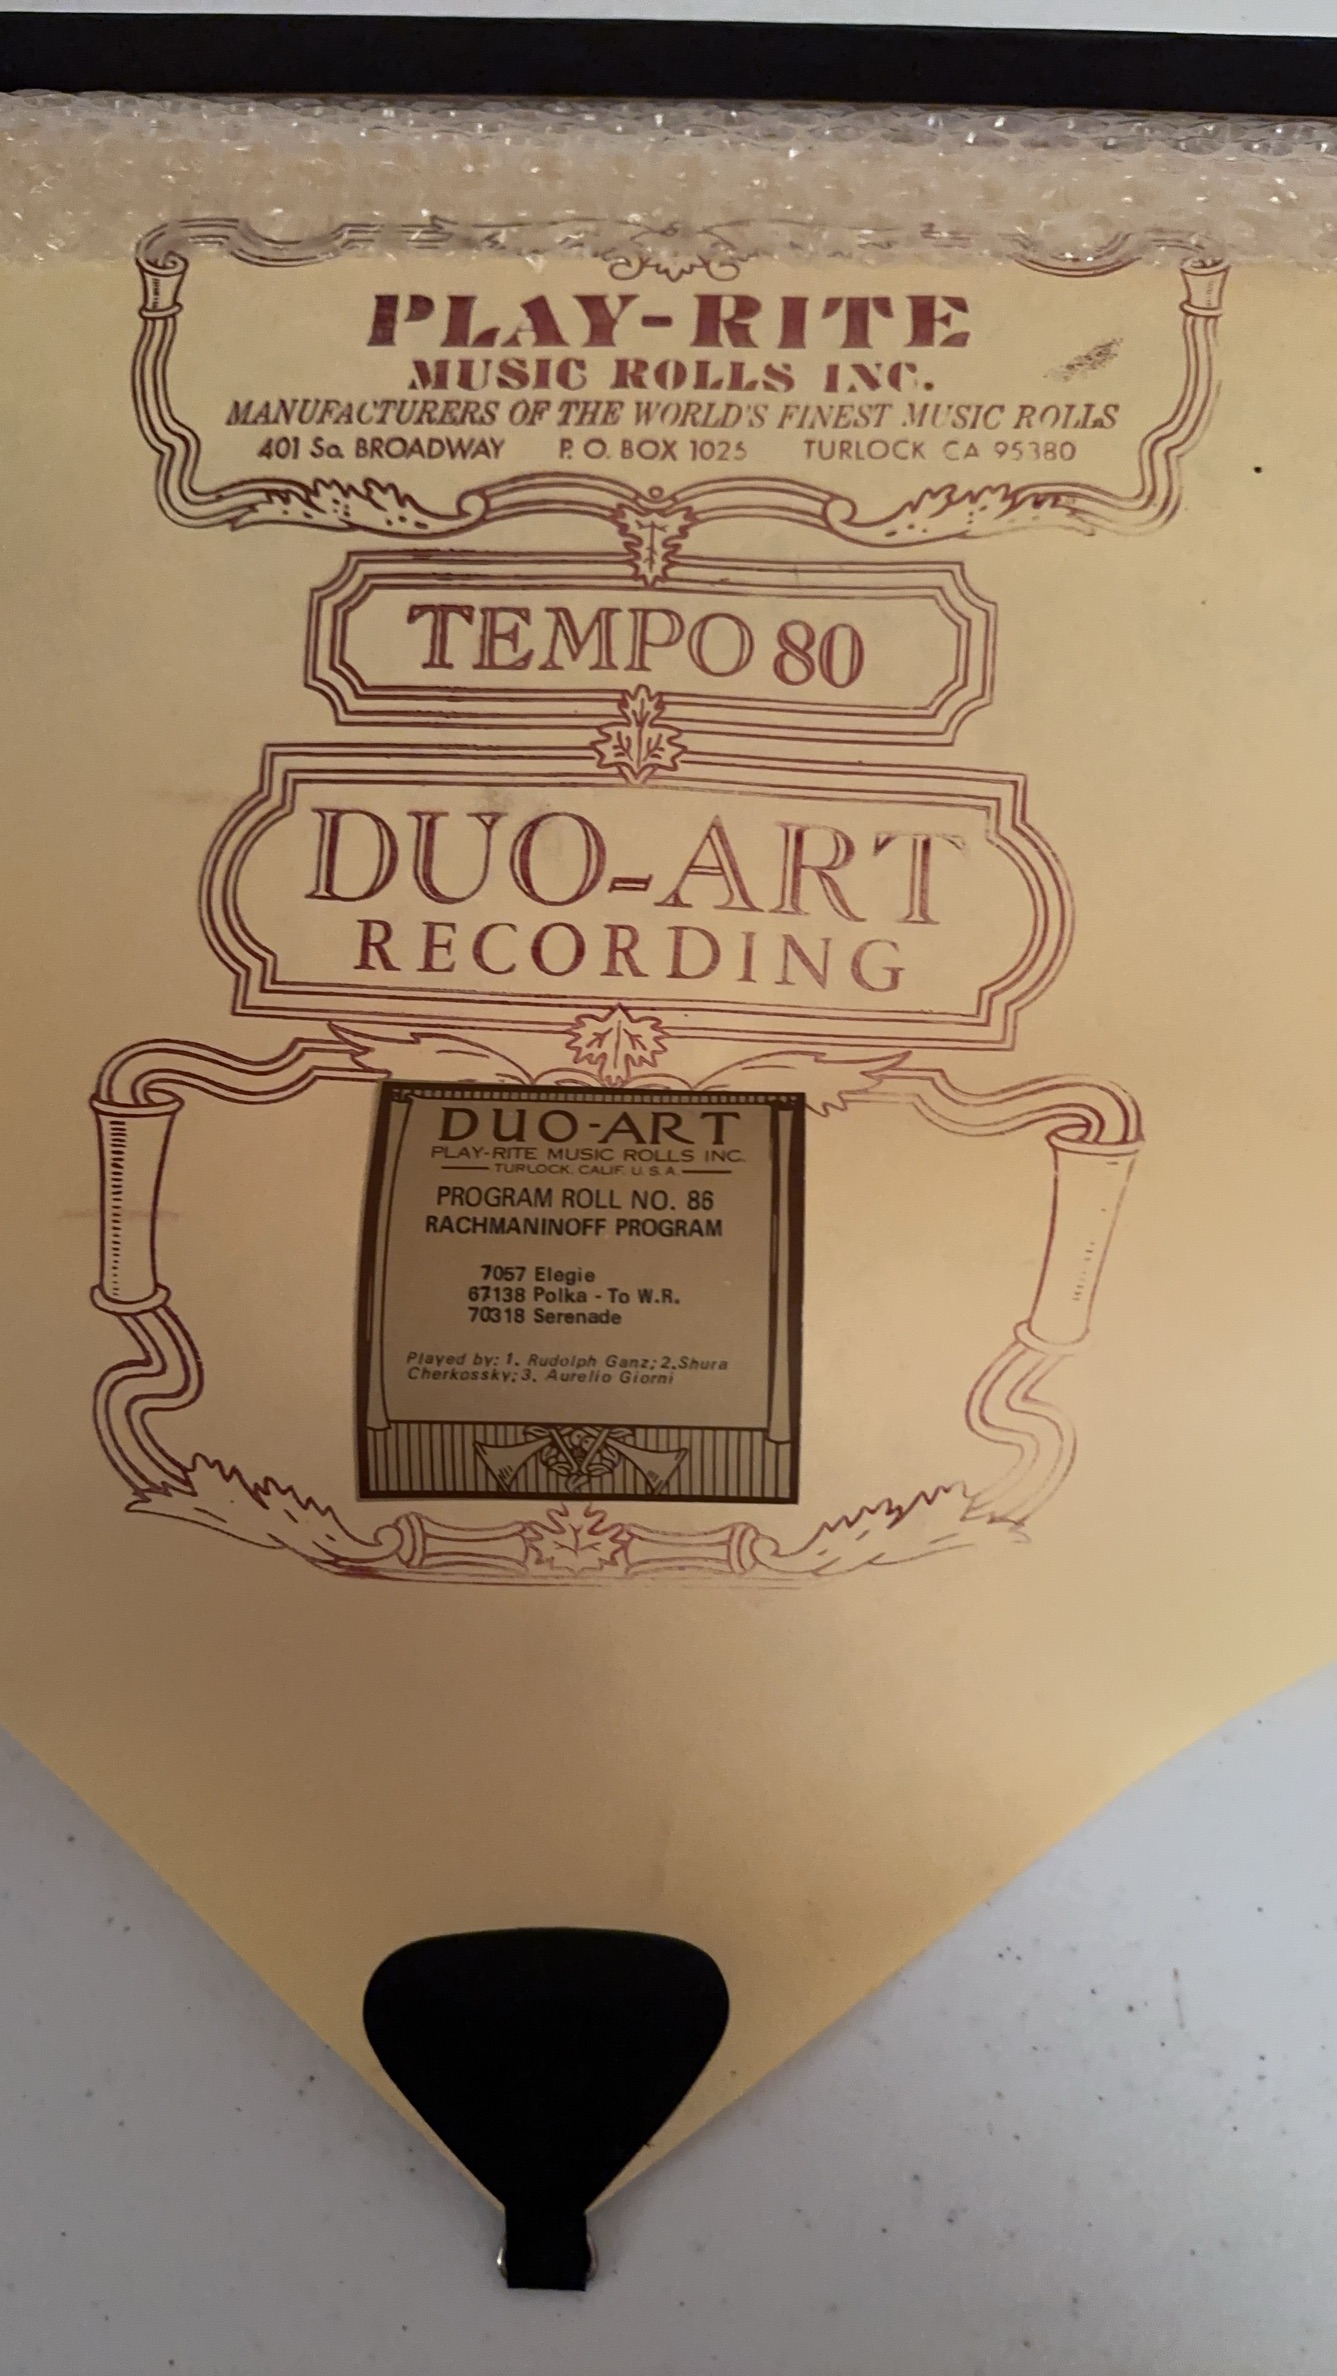 PLAY-RITE
MUSIC ROLLS INC.
MANUFACTURERS OF THE WORLD'S FINEST MUSIC ROLLS
401 So. BROADWAY P. O. BOX 1025 TURLOCK CA 95380
TEMPO 80
DUO-ART
RECORDING
DUO-ART
PLAY-RITE MUSIC ROLLS INC.
TURLOCK, CALIF. U.S.A.
PROGRAM ROLL NO. 86
RACHMANINOFF PROGRAM
7057 Elegie
67138 Polka - To W.R.
70318 Serenade
Played by: 1. Rudolph Ganz; 2.Shura
Cherkossky; 3. Aurelio Giorni